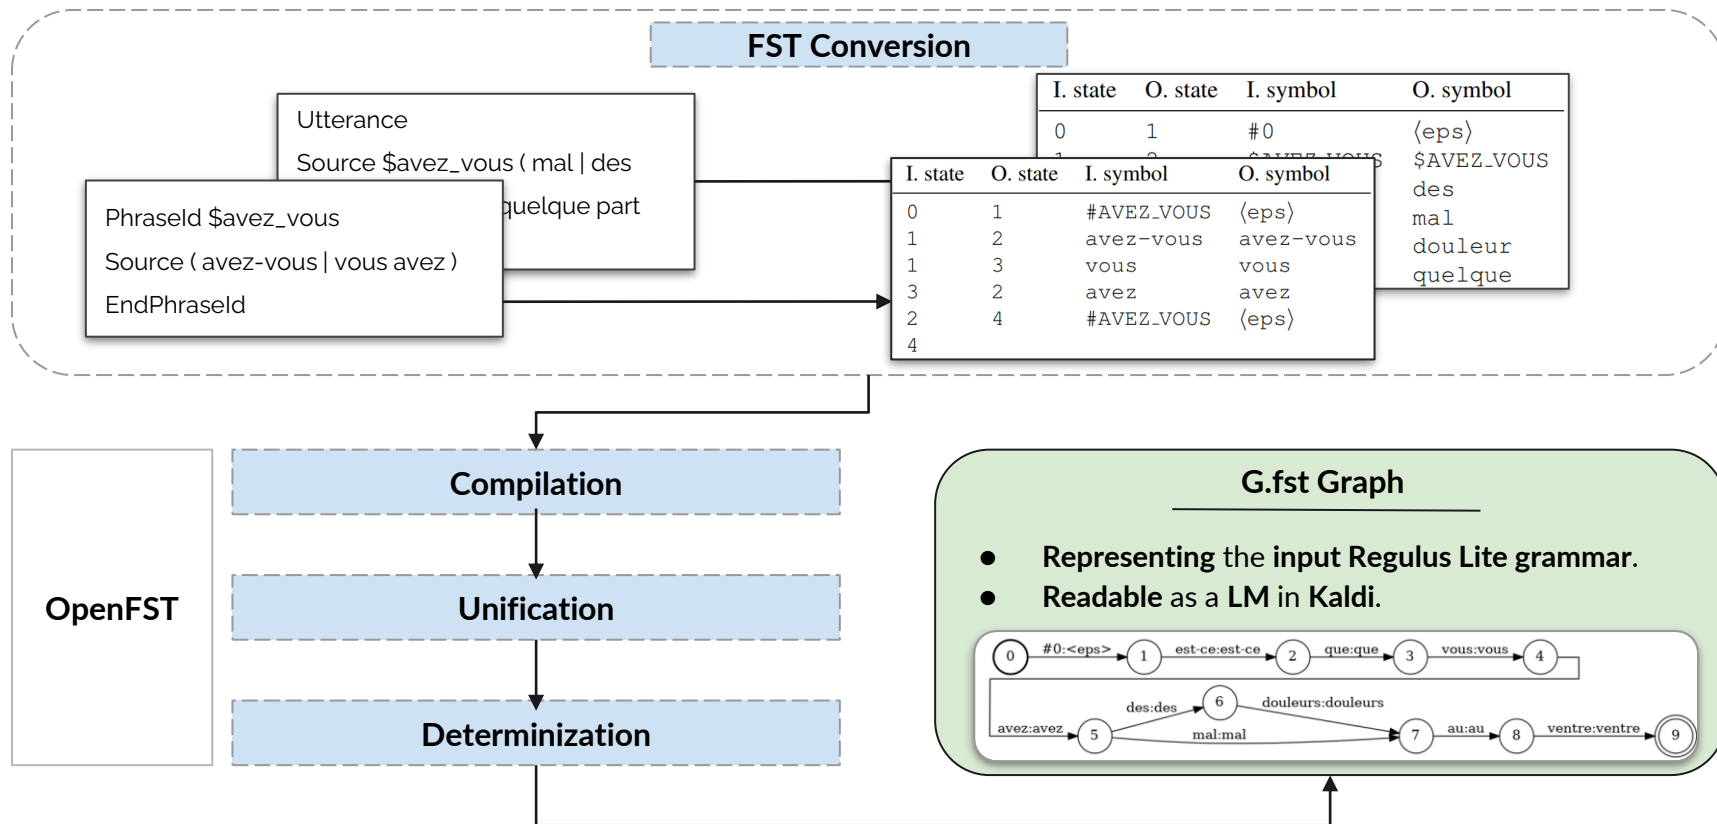 FST Conversion
Utterance
Source $avez_vous ( mal | des
quelque part
PhraseId $avez_vous
Source ( avez-vous | vous avez )
EndPhraseId
I. state O. state I. symbol O. symbol
0 1 #0 ⟨eps⟩
$AVEZ_VOUS $AVEZ_VOUS
des
mal
douleur
quelque
I. state O. state I. symbol O. symbol
0 1 #AVEZ_VOUS ⟨eps⟩
1 2 avez-vous avez-vous
1 3 vous vous
3 2 avez avez
2 4 #AVEZ_VOUS ⟨eps⟩
4
OpenFST
Compilation
Unification
Determinization
G.fst Graph
● Representing the input Regulus Lite grammar.
● Readable as a LM in Kaldi.
0 #0:<eps> 1 est-ce:est-ce 2 que:que 3 vous:vous 4
avez:avez 5 des:des 6 douleurs:douleurs mal:mal 7 au:au 8 ventre:ventre 9